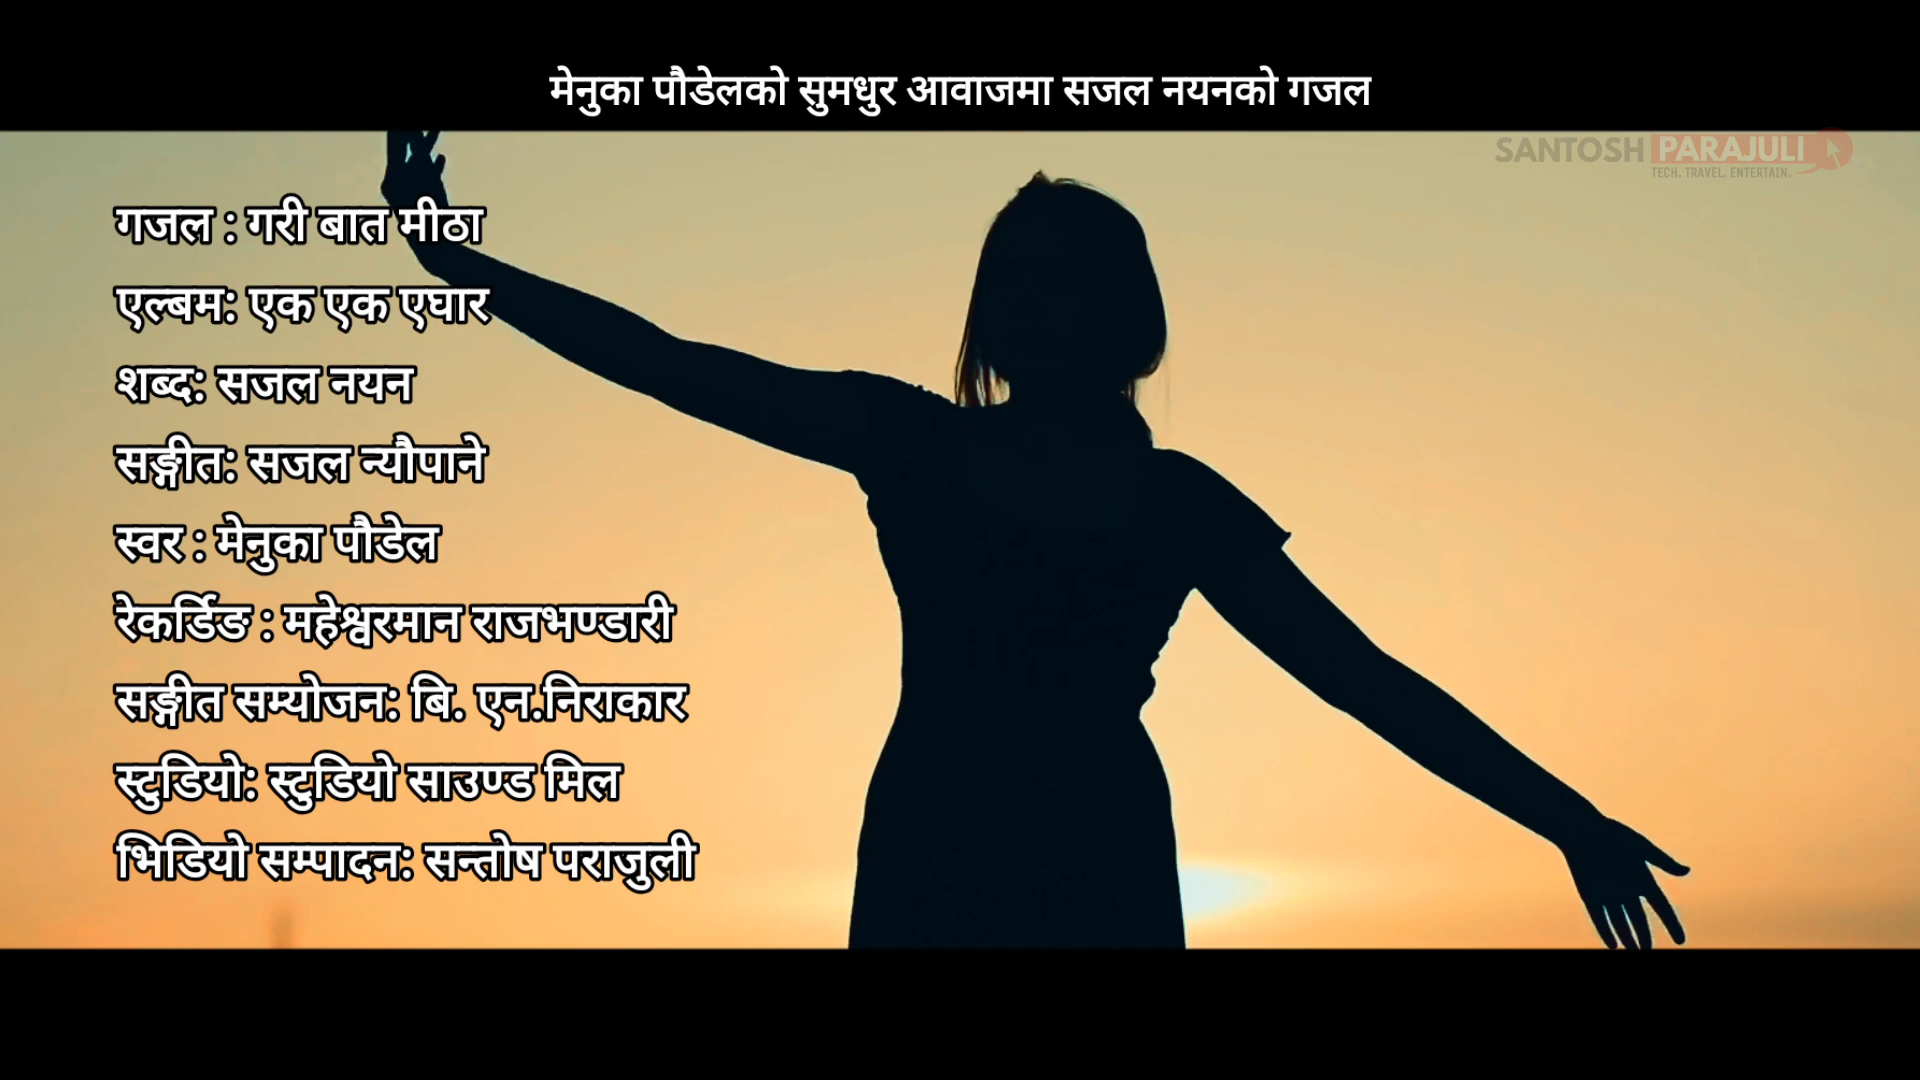 मेनुका पौडेलको सुमधुर आवाजमा सजल नयनको गजल
SANTOSH PARAJULI
TECH. TRAVEL. ENTERTAIN.
गजल : गरी बात मीठा
एल्बम: एक एक एघार
शब्द: सजल नयन
सङ्गीत: सजल न्यौपाने
स्वर : मेनुका पौडेल
रेकर्डिङ : महेश्वरमान राजभण्डारी
सङ्गीत सम्योजन: बि. एन.निराकार
स्टुडियो: स्टुडियो साउण्ड मिल
भिडियो सम्पादन: सन्तोष पराजुली